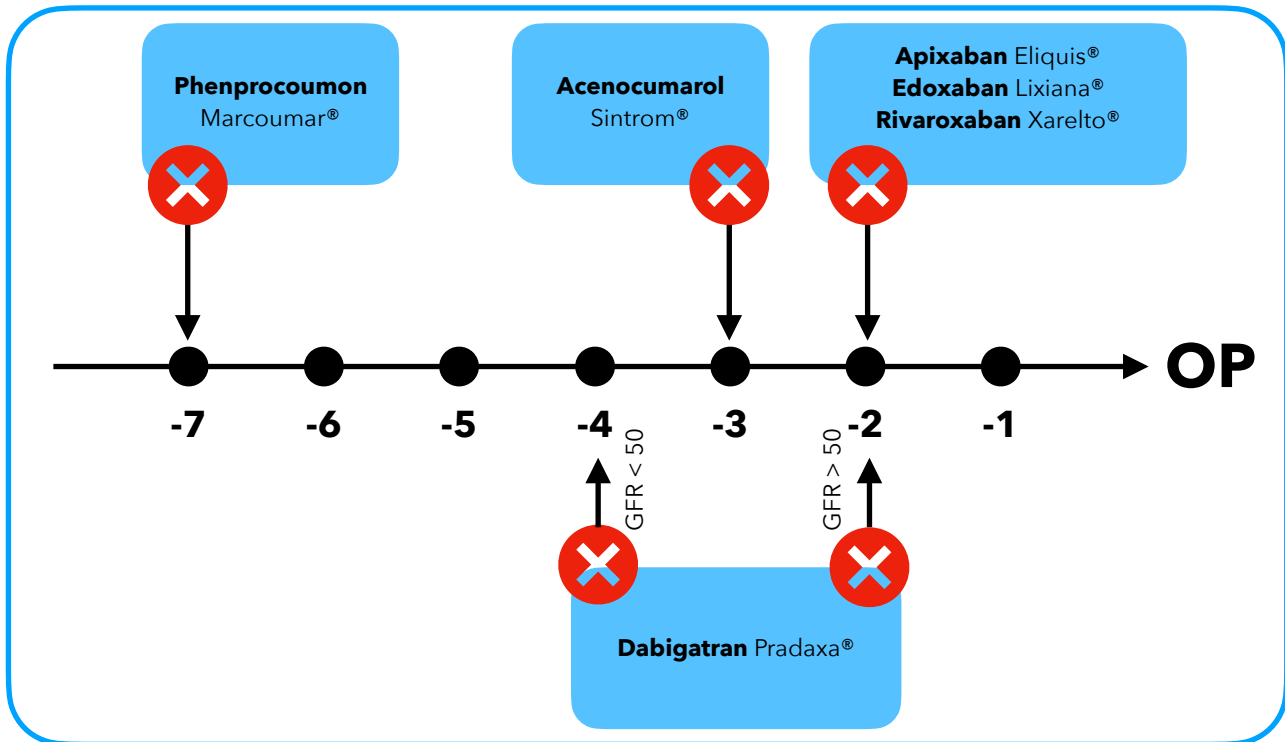 Phenprocoumon
Marcoumar®
Acenocumarol
Sintrom®
Apixaban Eliquis®
Edoxaban Lixiana®
Rivaroxaban Xarelto®
OP
-7
-6
-5
-4
-3
-2
-1
GFR < 50
GFR > 50
Dabigatran Pradaxa®